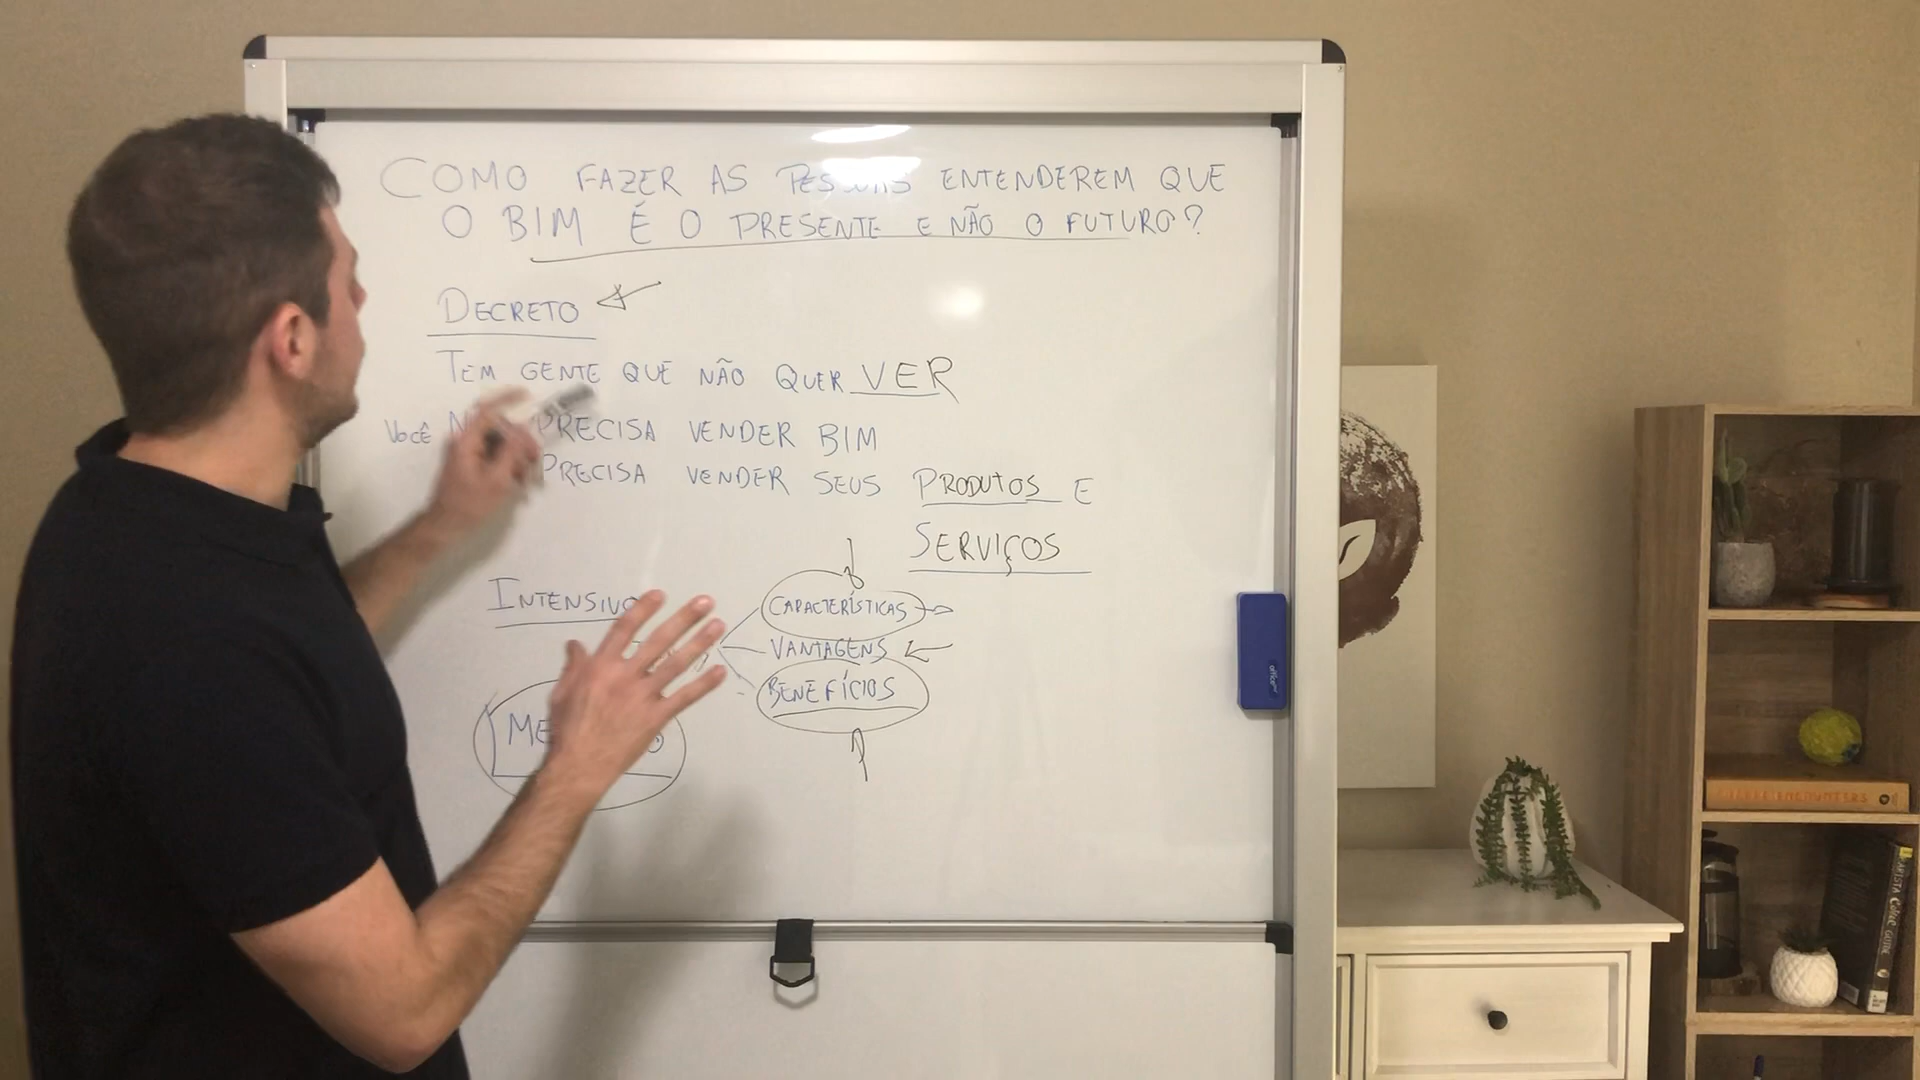 COMO FAZER AS PESSOAS ENTENDEREM QUE
O BIM É O PRESENTE E NÃO O FUTURO?
DECRETO
TEM GENTE QUE NÃO QUER VER
VOCÊ PRECISA VENDER BIM
PRECISA VENDER SEUS PRODUTOS E
SERVIÇOS
INTENSIVO
CARACTERÍSTICAS
VANTAGENS
BENEFÍCIOS
office